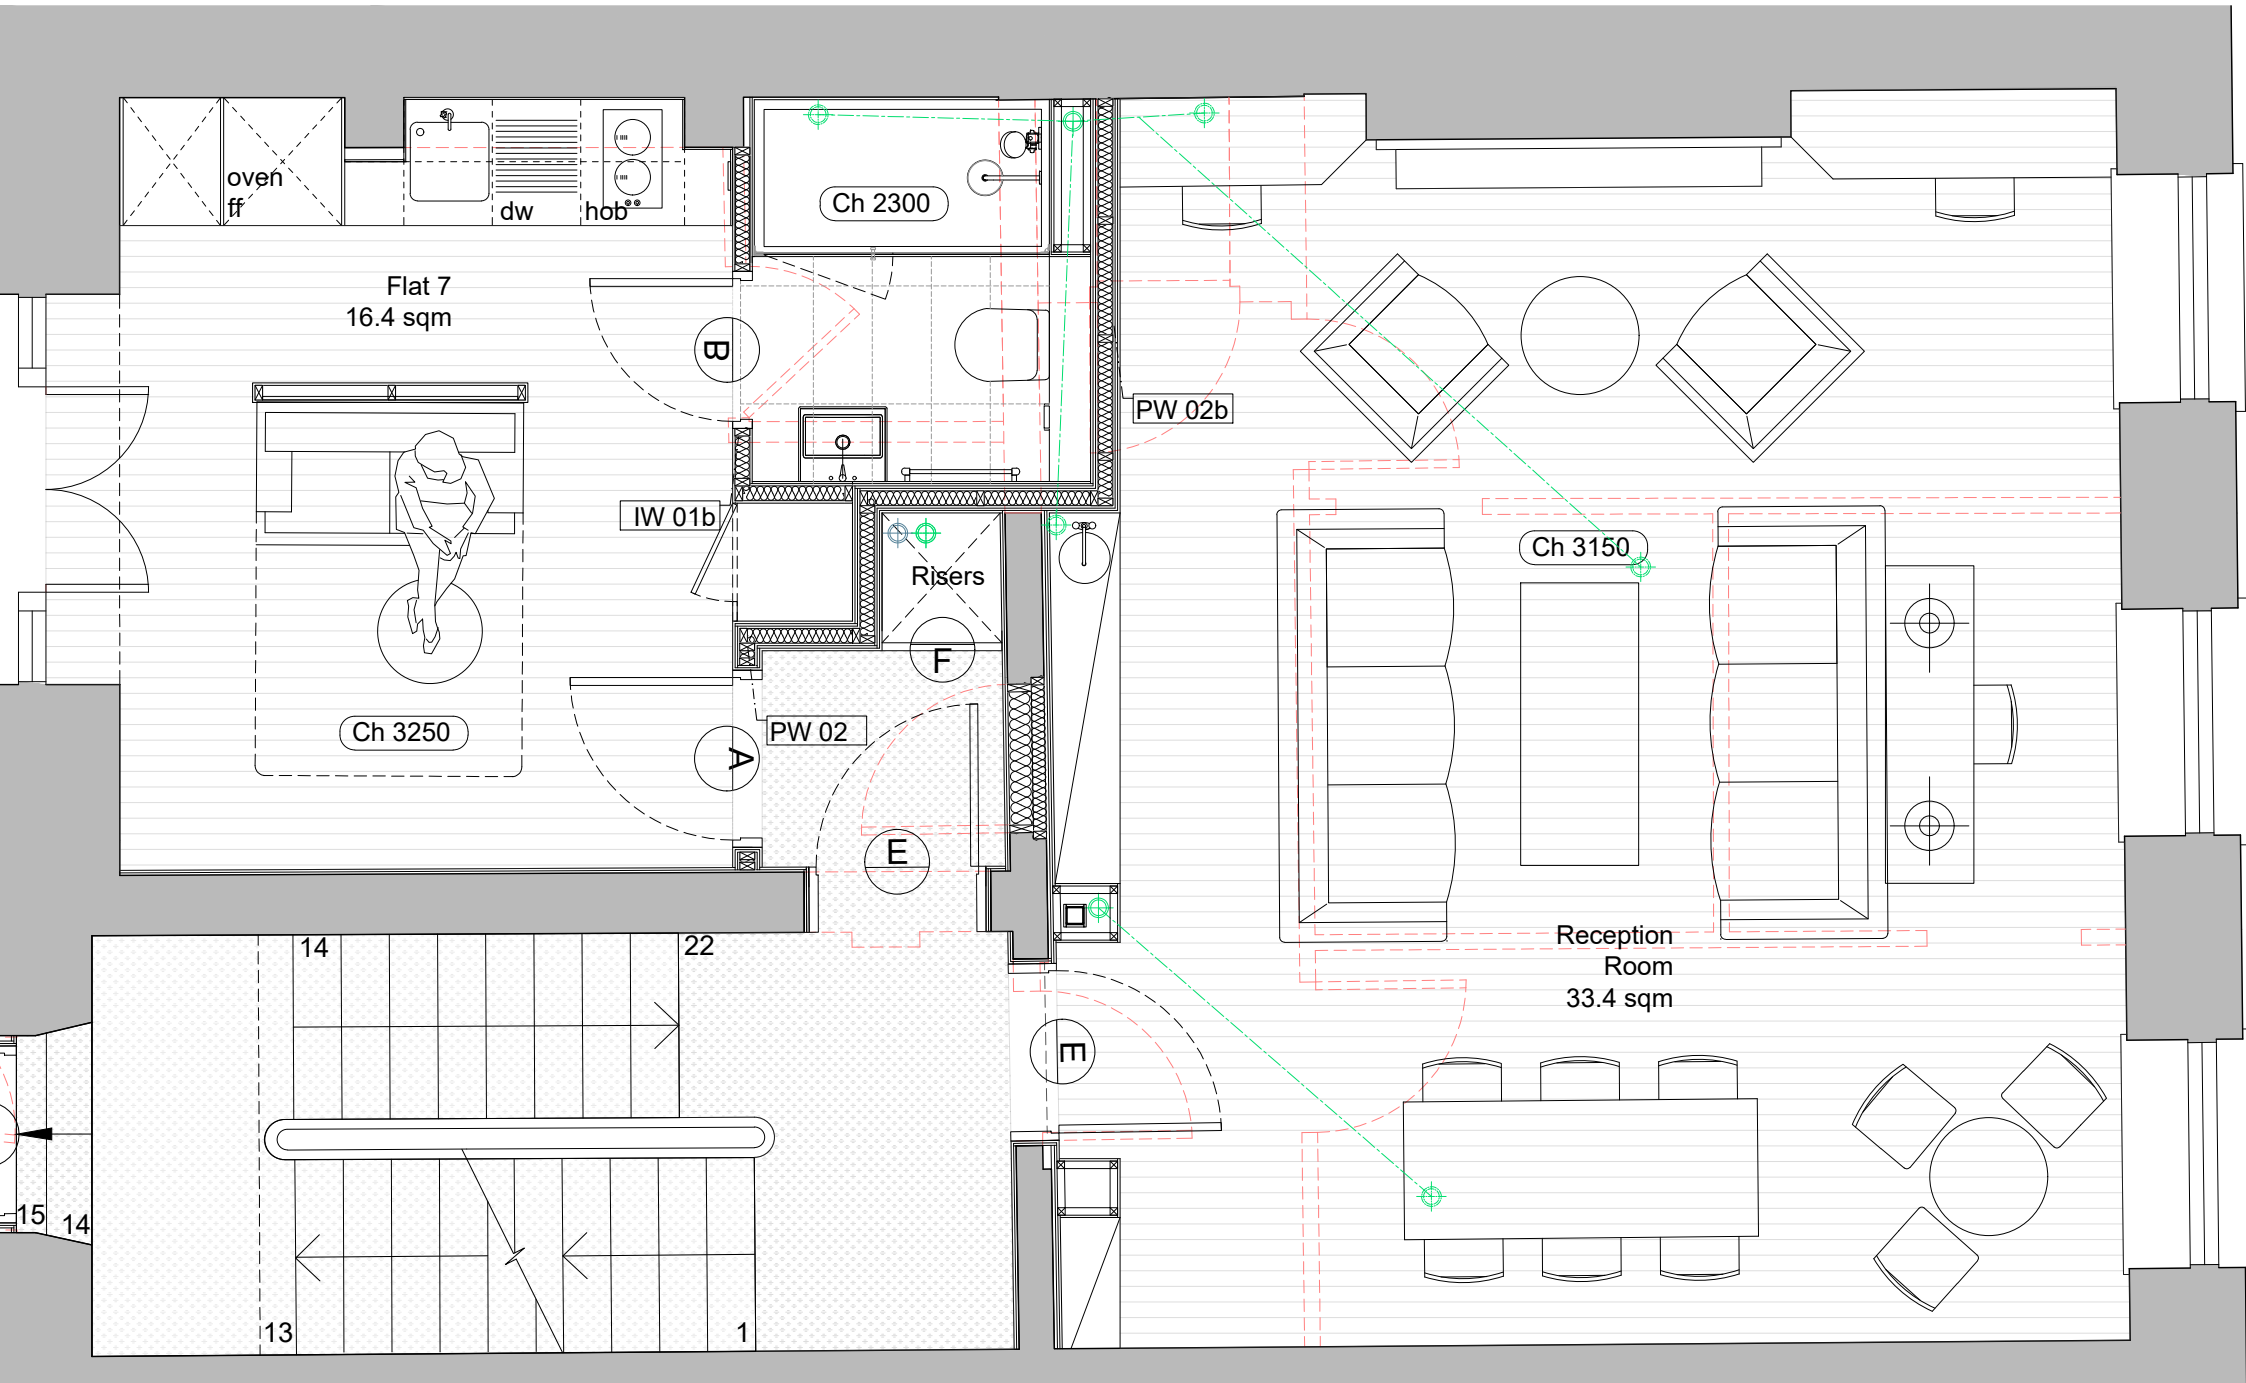 oven
ff
dw
hob
Ch 2300
Flat 7
16.4 sqm
B
PW 02b
IW 01b
Ch 3150
Risers
F
Ch 3250
A
PW 02
E
Reception
Room
33.4 sqm
14
22
E
15
14
13
1